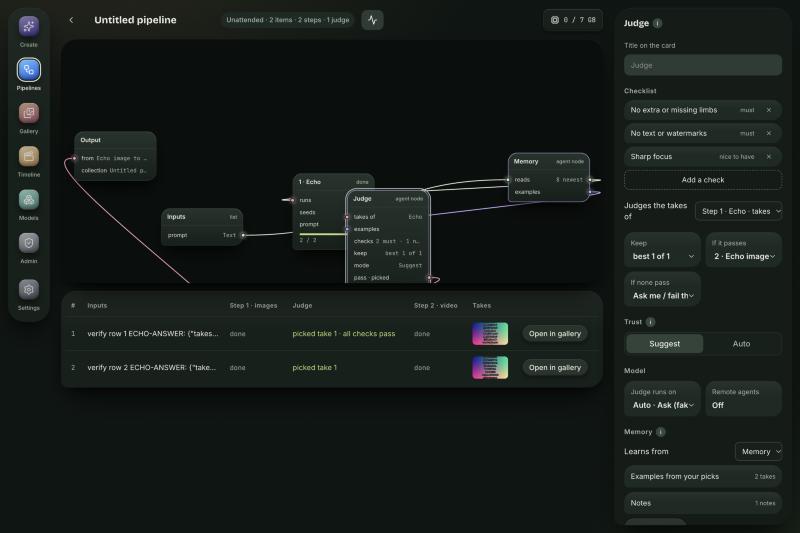 Create
Pipelines
Gallery
Timeline
Models
Admin
Settings
Untitled pipeline
Unattended · 2 items · 2 steps · 1 judge
0 / 7 GB
Output
from Echo image to …
collection Untitled p…
Inputs list
prompt Text
1 · Echo done
runs
seeds
prompt
2 / 2
Judge agent node
takes of Echo
examples
checks 2 must · 1 n…
keep best 1 of 1
mode Suggest
pass · picked
Memory agent node
reads 8 newest
examples
# Inputs Step 1 · images Judge Step 2 · video Takes
1 verify row 1 ECHO-ANSWER: {"takes… done picked take 1 · all checks pass done Open in gallery
2 verify row 2 ECHO-ANSWER: {"take… done picked take 1 done Open in gallery
Judge i
Title on the card
Judge
Checklist
No extra or missing limbs must ×
No text or watermarks must ×
Sharp focus nice to have ×
Add a check
Judges the takes of
Step 1 · Echo · takes
Keep
best 1 of 1
If it passes
2 · Echo image
If none pass
Ask me / fail th
Trust i
Suggest Auto
Model
Judge runs on
Auto · Ask (fak
Remote agents
Off
Memory i
Learns from Memory
Examples from your picks 2 takes
Notes 1 notes